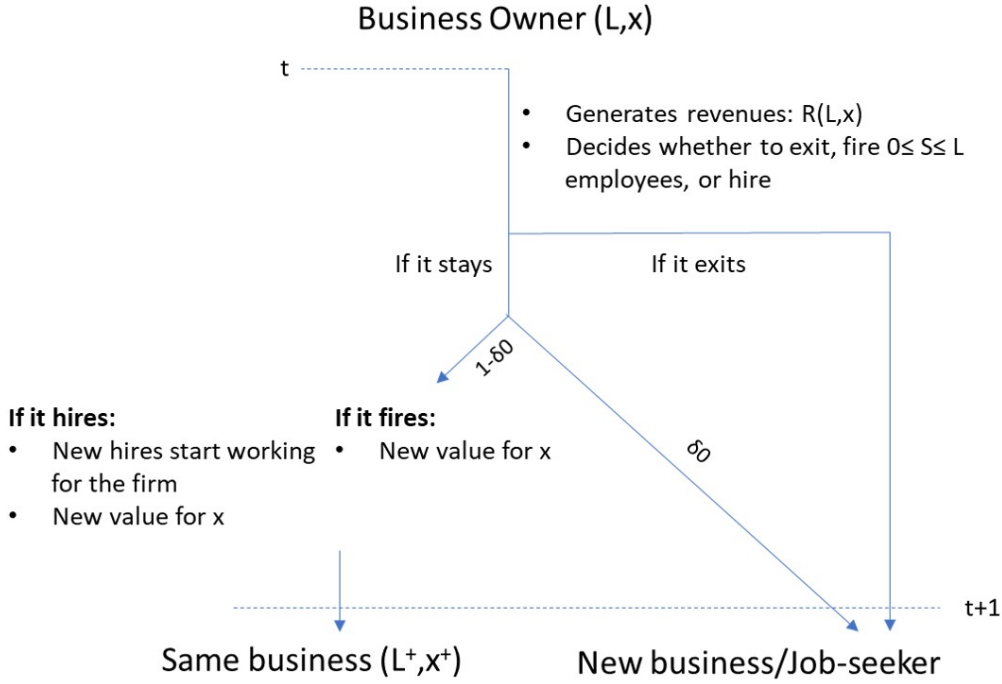 Business Owner (L,x)
t
• Generates revenues: R(L,x)
• Decides whether to exit, fire 0≤ S≤ L
employees, or hire
If it stays
If it exits
1-δ0
δ0
If it hires:
• New hires start working
for the firm
• New value for x
If it fires:
• New value for x
t+1
Same business (L⁺,x⁺)
New business/Job-seeker